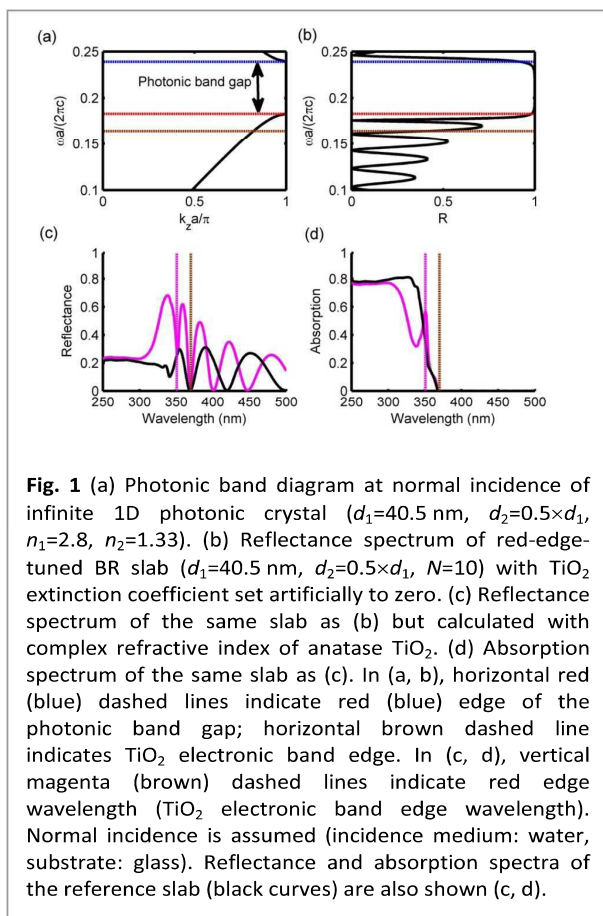 (a)
(b)
0.25
0.25
Photonic band gap
0.2
0.2
ωa/(2πc)
ωa/(2πc)
0.15
0.15
0.1
0.1
0 0.5 1
0 0.5 1
k_z a/π
R
(c)
(d)
1
1
0.8
0.8
0.6
0.6
Reflectance
Absorption
0.4
0.4
0.2
0.2
0
0
250 300 350 400 450 500
250 300 350 400 450 500
Wavelength (nm)
Wavelength (nm)
Fig. 1 (a) Photonic band diagram at normal incidence of
infinite 1D photonic crystal (d₁=40.5 nm, d₂=0.5×d₁,
n₁=2.8, n₂=1.33). (b) Reflectance spectrum of red-edge-
tuned BR slab (d₁=40.5 nm, d₂=0.5×d₁, N=10) with TiO₂
extinction coefficient set artificially to zero. (c) Reflectance
spectrum of the same slab as (b) but calculated with
complex refractive index of anatase TiO₂. (d) Absorption
spectrum of the same slab as (c). In (a, b), horizontal red
(blue) dashed lines indicate red (blue) edge of the
photonic band gap; horizontal brown dashed line
indicates TiO₂ electronic band edge. In (c, d), vertical
magenta (brown) dashed lines indicate red edge
wavelength (TiO₂ electronic band edge wavelength).
Normal incidence is assumed (incidence medium: water,
substrate: glass). Reflectance and absorption spectra of
the reference slab (black curves) are also shown (c, d).